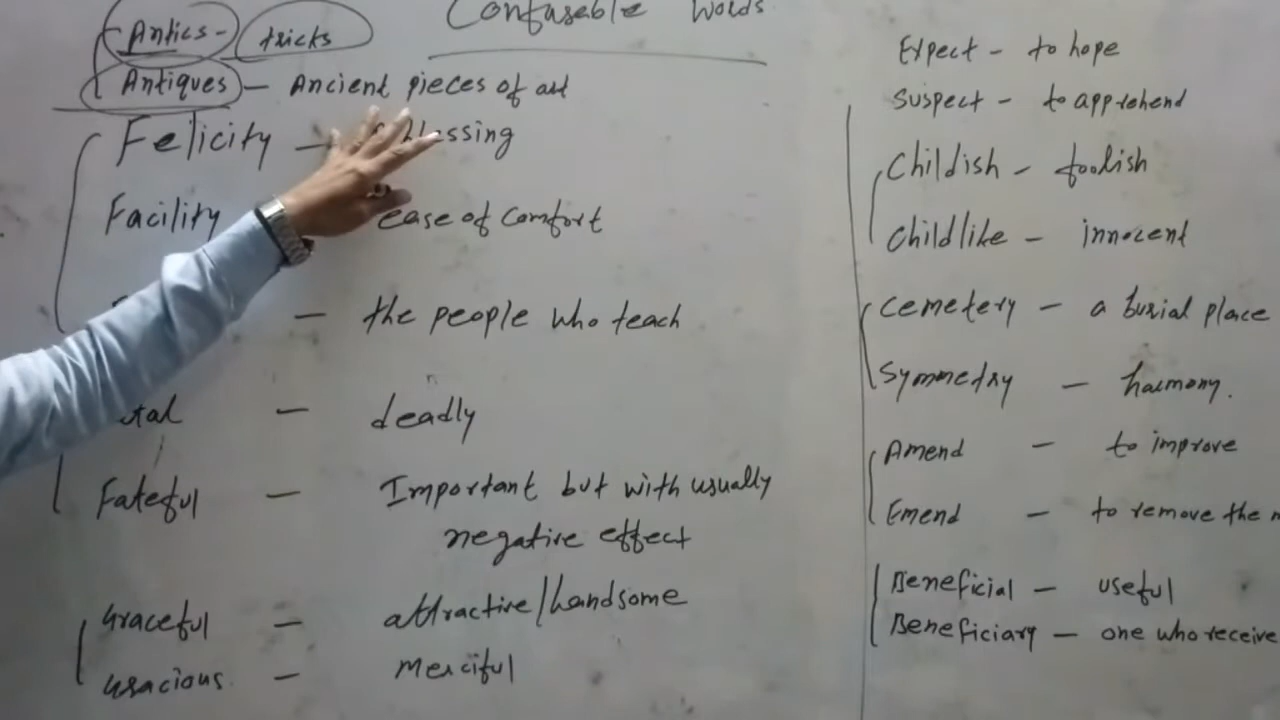 Confusable Words
Antics - tricks
Antiques - Ancient pieces of art
Felicity - blessing
Facility ease of comfort
- the people who teach
- deadly
Fateful - Important but with usually
negative effect
Graceful - attractive/handsome
Gracious - Merciful
Expect - to hope
Suspect - to apprehend
Childish - foolish
Childlike - innocent
Cemetery - a burial place
Symmetry - harmony.
Amend - to improve
Emend - to remove the
Beneficial - useful
Beneficiary - one who receive